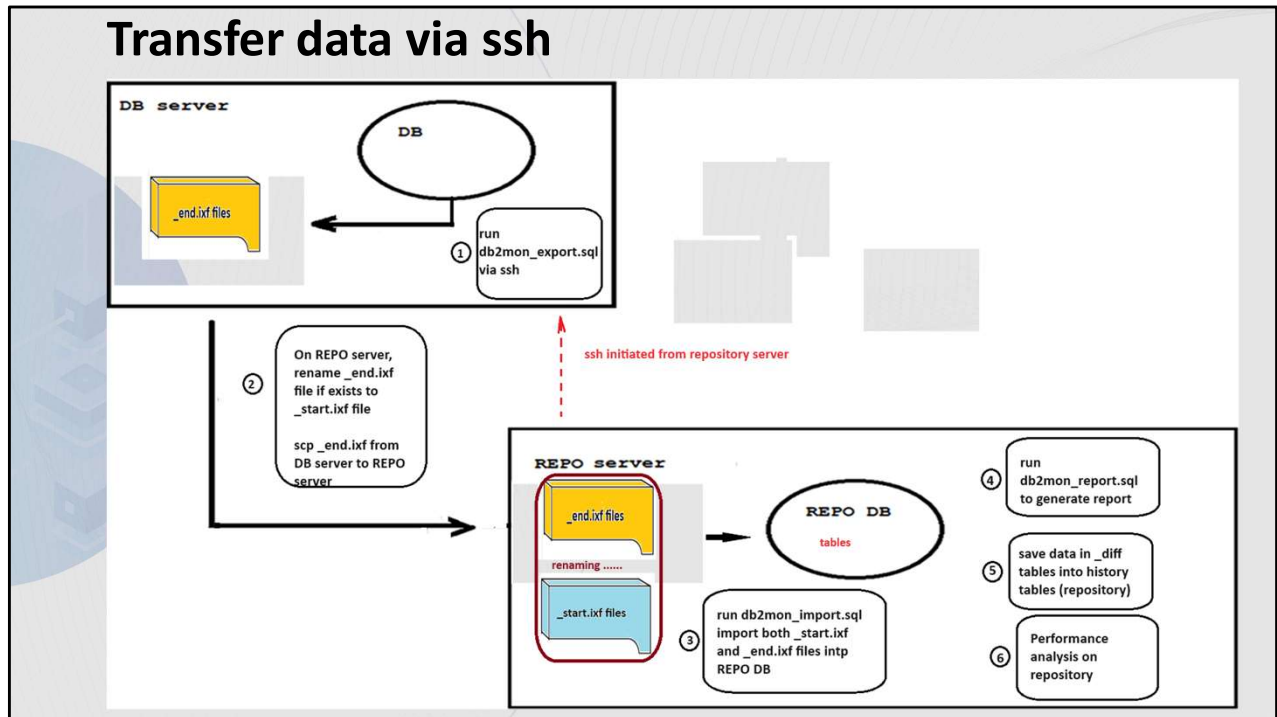 Transfer data via ssh
DB server
DB
_end.ixf files
1
run
db2mon_export.sql
via ssh
2
On REPO server,
rename _end.ixf
file if exists to
_start.ixf file
scp _end.ixf from
DB server to REPO
server
ssh initiated from repository server
REPO server
_end.ixf files
renaming ......
_start.ixf files
REPO DB
tables
3
run db2mon_import.sql
import both _start.ixf
and _end.ixf files intp
REPO DB
4
run
db2mon_report.sql
to generate report
5
save data in _diff
tables into history
tables (repository)
6
Performance
analysis on
repository